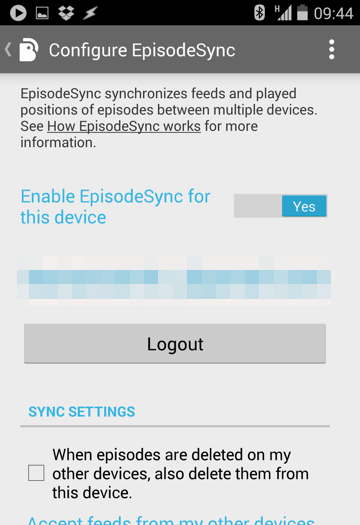 H 09:44
Configure EpisodeSync
EpisodeSync synchronizes feeds and played
positions of episodes between multiple devices.
See How EpisodeSync works for more
information.
Enable EpisodeSync for
this device
Yes
Logout
SYNC SETTINGS
When episodes are deleted on my
other devices, also delete them from
this device.
Accept feeds from my other devices